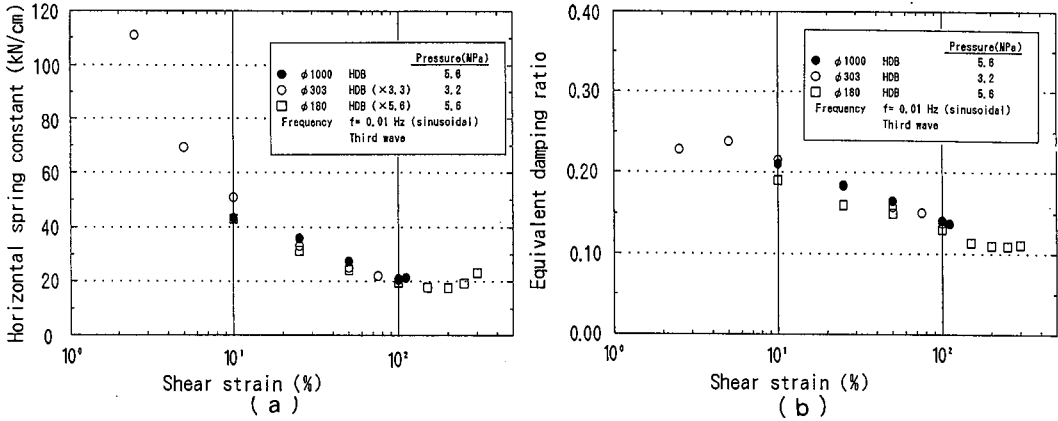 Horizontal spring constant (kN/cm)
120
100
80
60
40
20
0
Pressure(MPa)
● φ1000 HDB 5.6
○ φ303 HDB (×3.3) 3.2
□ φ180 HDB (×5.6) 5.6
Frequency f= 0.01 Hz (sinusoidal)
Third wave
10⁰ 10¹ 10²
Shear strain (%)
(a)
Equivalent damping ratio
0.40
0.30
0.20
0.10
0.00
Pressure(MPa)
● φ1000 HDB 5.6
○ φ303 HDB 3.2
□ φ180 HDB 5.6
Frequency f= 0.01 Hz (sinusoidal)
Third wave
10⁰ 10¹ 10²
Shear strain (%)
(b)